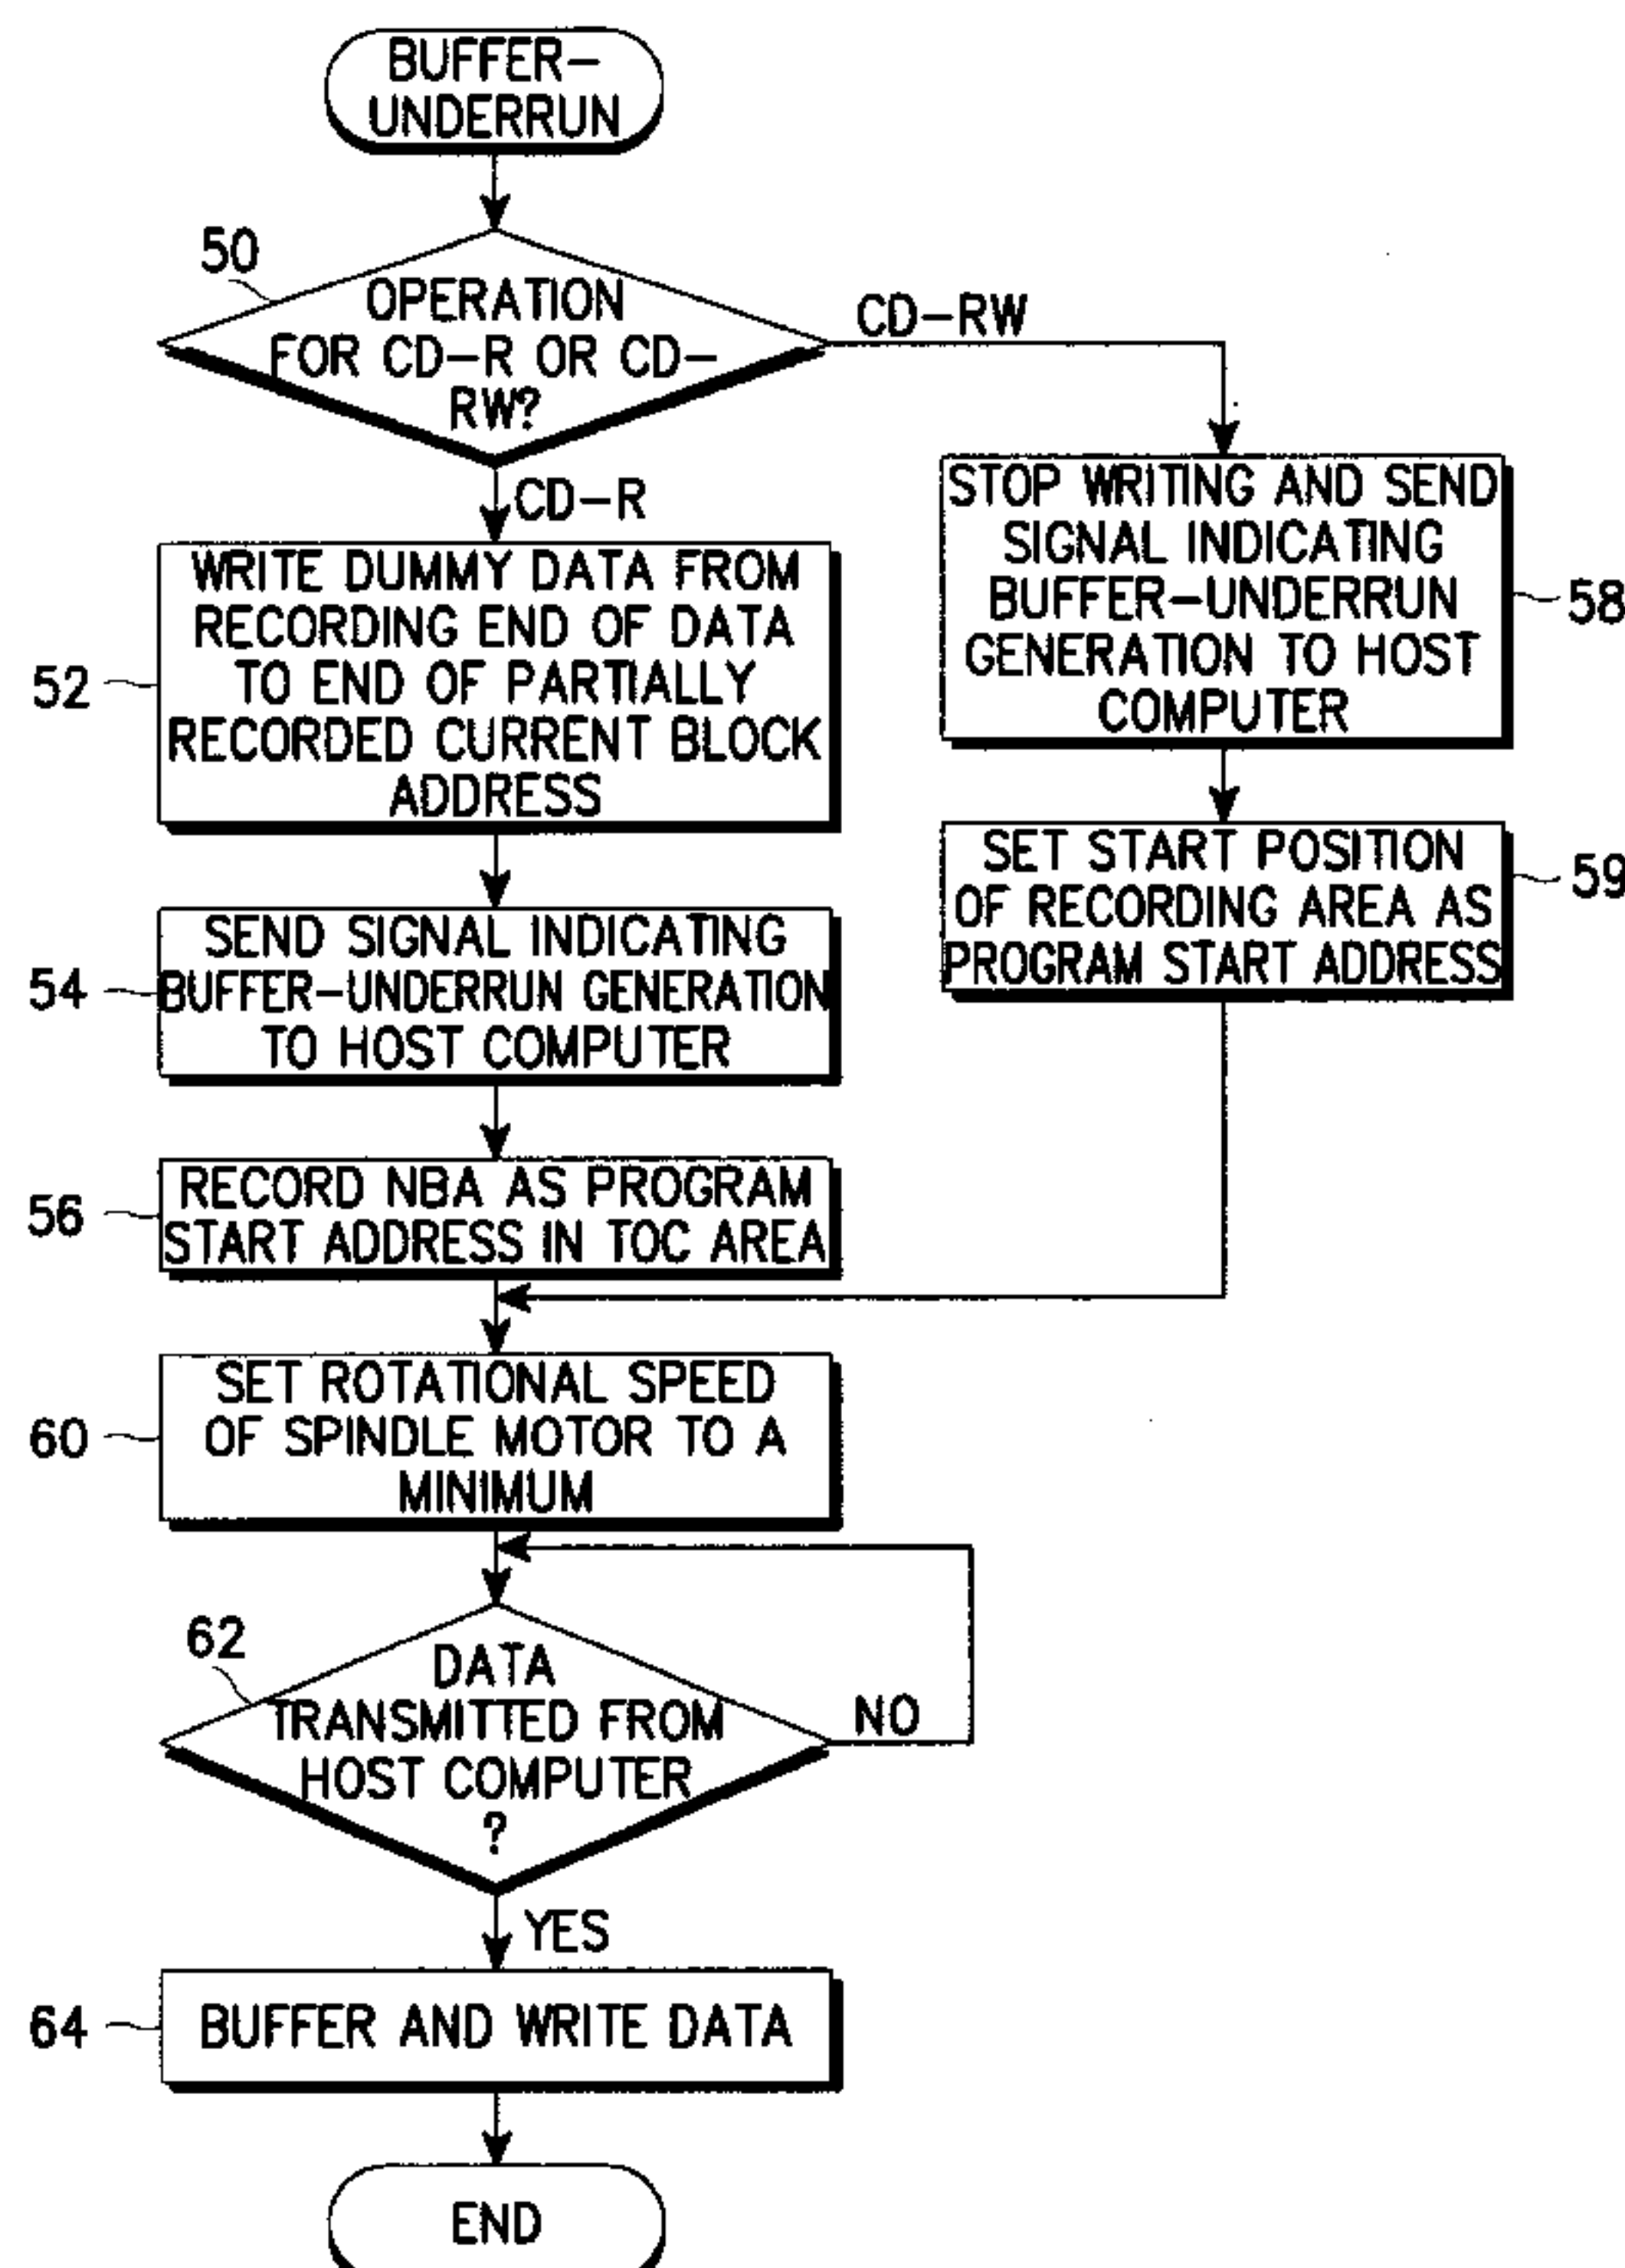 BUFFER-
UNDERRUN
50
OPERATION
FOR CD-R OR CD-
RW?
CD-RW
CD-R
WRITE DUMMY DATA FROM
RECORDING END OF DATA
TO END OF PARTIALLY
RECORDED CURRENT BLOCK
ADDRESS
52
STOP WRITING AND SEND
SIGNAL INDICATING
BUFFER-UNDERRUN
GENERATION TO HOST
COMPUTER
58
SEND SIGNAL INDICATING
BUFFER-UNDERRUN GENERATION
TO HOST COMPUTER
54
SET START POSITION
OF RECORDING AREA AS
PROGRAM START ADDRESS
59
RECORD NBA AS PROGRAM
START ADDRESS IN TOC AREA
56
SET ROTATIONAL SPEED
OF SPINDLE MOTOR TO A
MINIMUM
60
62
DATA
TRANSMITTED FROM
HOST COMPUTER
?
NO
YES
BUFFER AND WRITE DATA
64
END